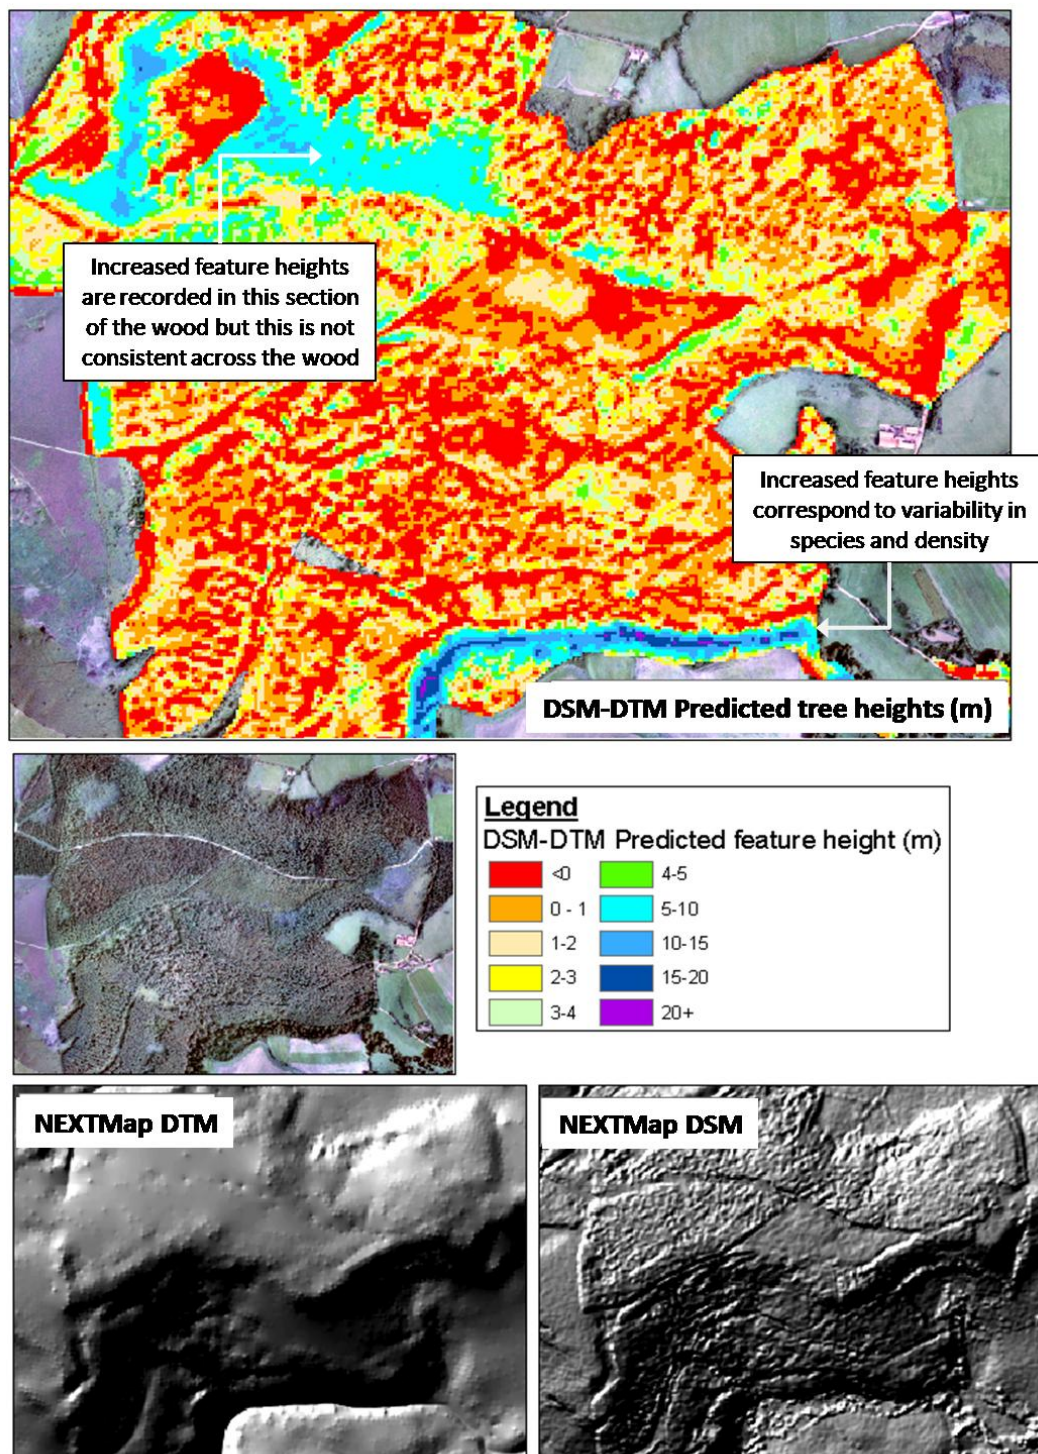 Increased feature heights
are recorded in this section
of the wood but this is not
consistent across the wood
Increased feature heights
correspond to variability in
species and density
DSM-DTM Predicted tree heights (m)
Legend
DSM-DTM Predicted feature height (m)
<0
0 - 1
1-2
2-3
3-4
4-5
5-10
10-15
15-20
20+
NEXTMap DTM
NEXTMap DSM